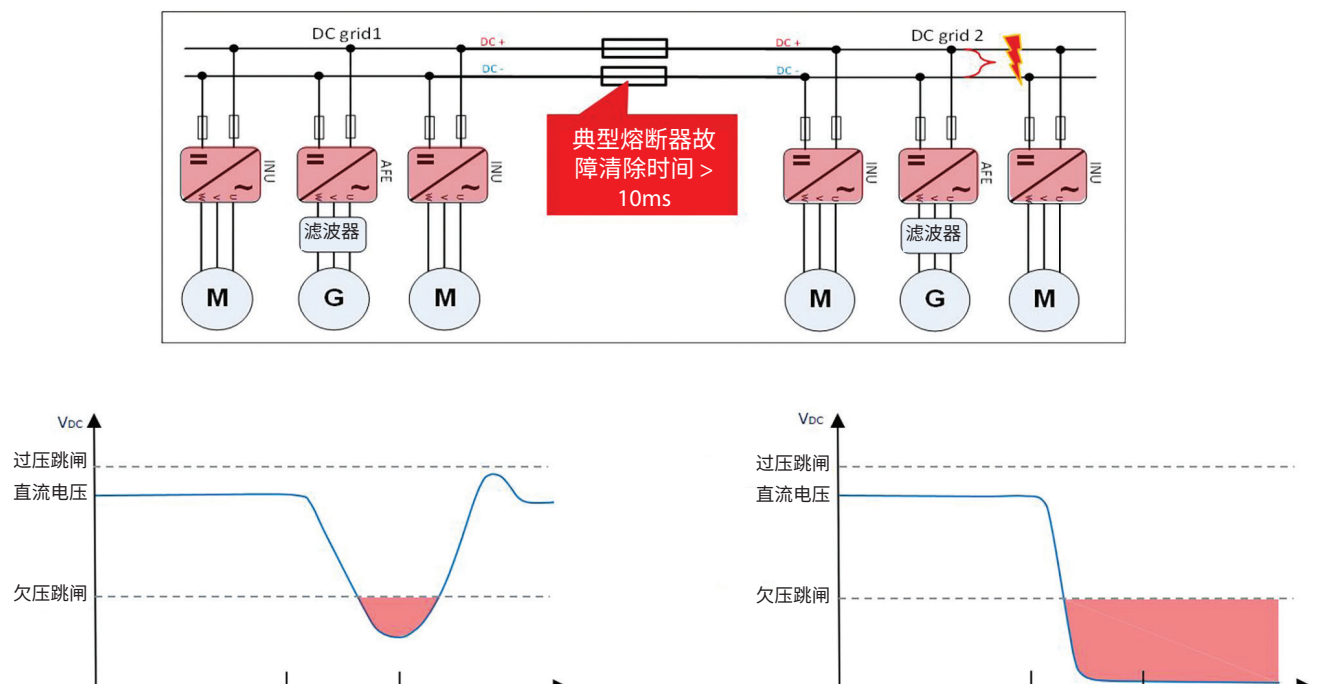 DC grid1
DC +
DC +
DC grid 2
DC -
DC -
典型熔断器故
障清除时间 >
10ms
INU
AFE
INU
INU
AFE
INU
W V U
W V U
W V U
W V U
W V U
W V U
滤波器
滤波器
M
G
M
M
G
M
VDC
过压跳闸
直流电压
欠压跳闸
VDC
过压跳闸
直流电压
欠压跳闸